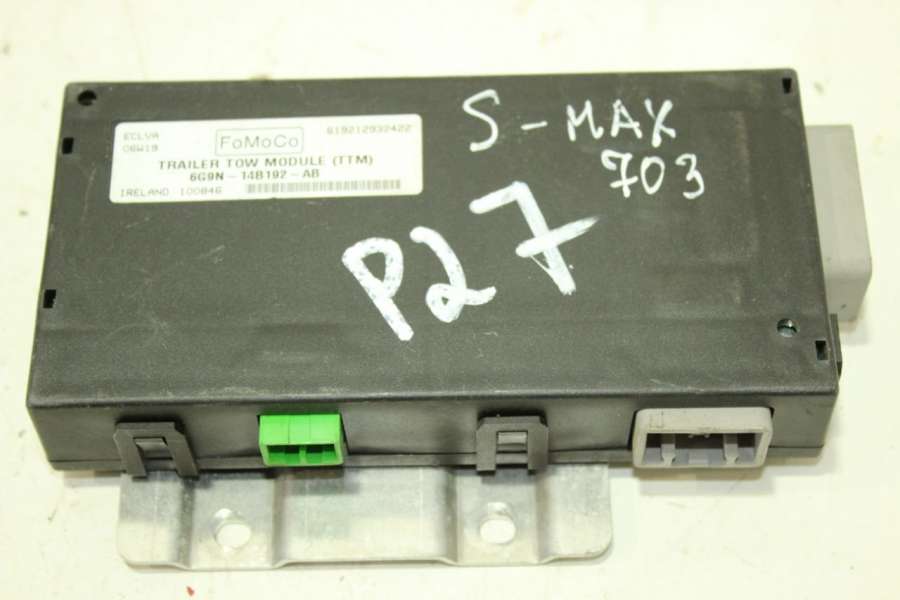 ECLVA
C6W19
FoMoCo
619212932422
TRAILER TOW MODULE (TTM)
6G9N-14B192-AB
IRELAND 100846
S-MAX
703
P27